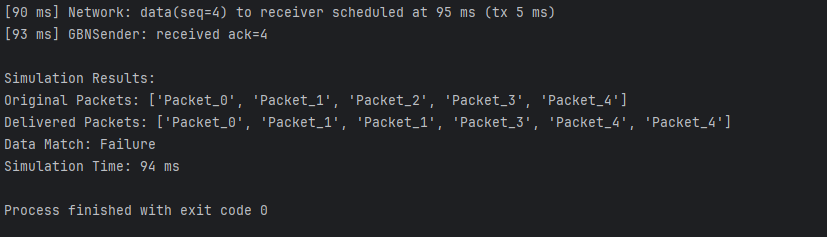 [90 ms] Network: data(seq=4) to receiver scheduled at 95 ms (tx 5 ms)
[93 ms] GBNSender: received ack=4
Simulation Results:
Original Packets: ['Packet_0', 'Packet_1', 'Packet_2', 'Packet_3', 'Packet_4']
Delivered Packets: ['Packet_0', 'Packet_1', 'Packet_1', 'Packet_3', 'Packet_4', 'Packet_4']
Data Match: Failure
Simulation Time: 94 ms
Process finished with exit code 0